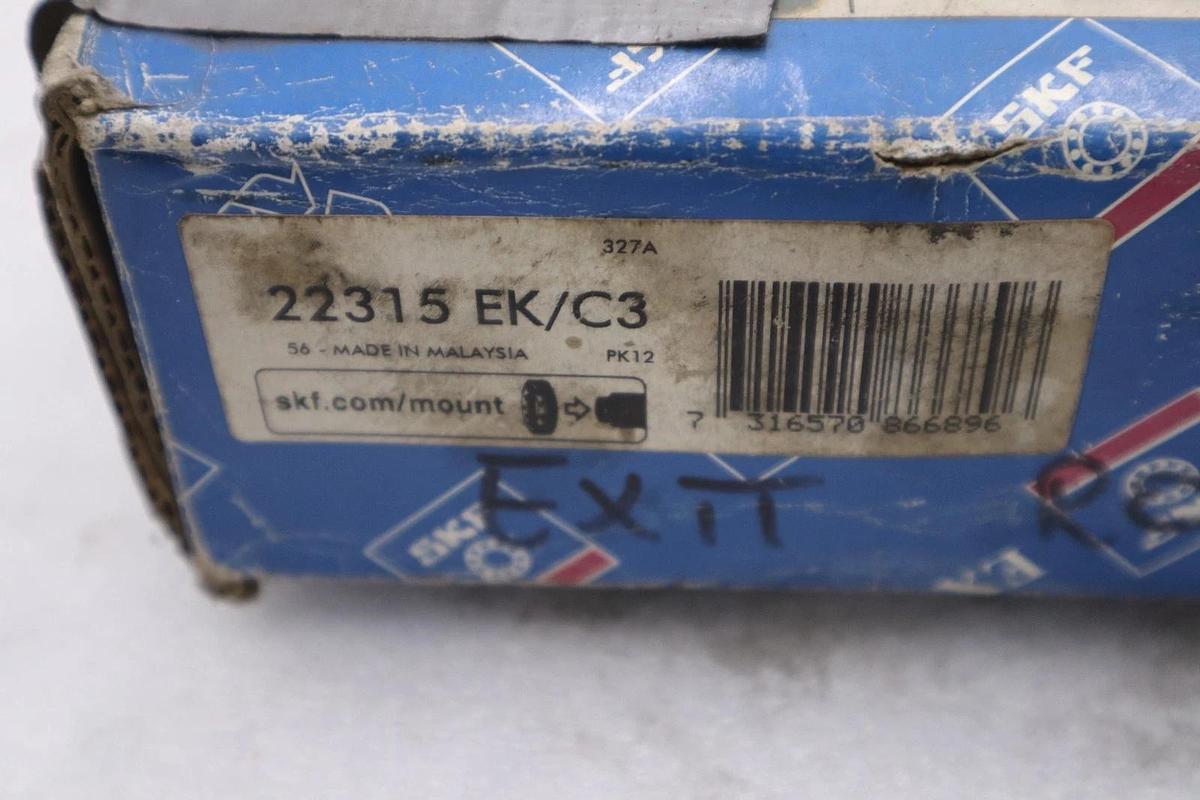 SKF
327A
22315 EK/C3
56 - MADE IN MALAYSIA PK12
skf.com/mount
7 316570 866896
EXIT
SKF